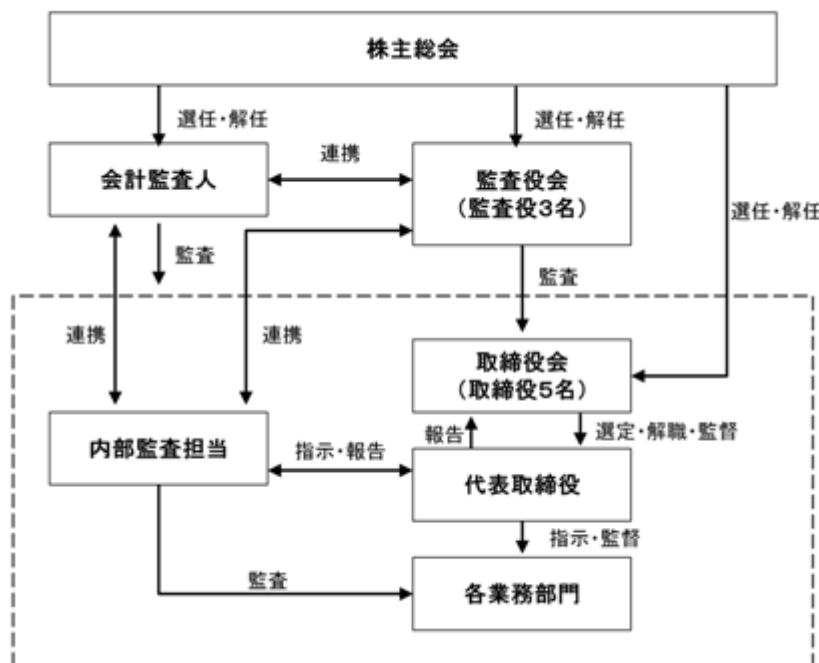 株主総会
選任・解任
選任・解任
連携
会計監査人
監査役会
(監査役3名)
選任・解任
監査
監査
連携
連携
取締役会
(取締役5名)
報告
選定・解職・監督
内部監査担当
指示・報告
代表取締役
指示・監督
監査
各業務部門